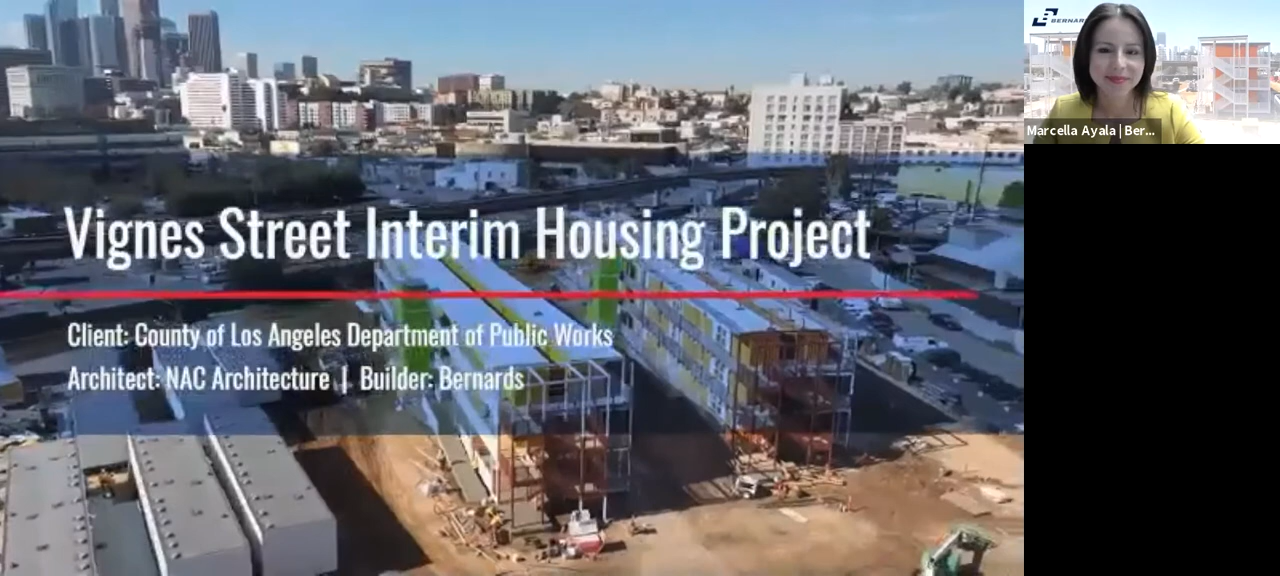 Vignes Street Interim Housing Project
Client: County of Los Angeles Department of Public Works
Architect: NAC Architecture | Builder: Bernards
BERNAR
Marcella Ayala | Ber...